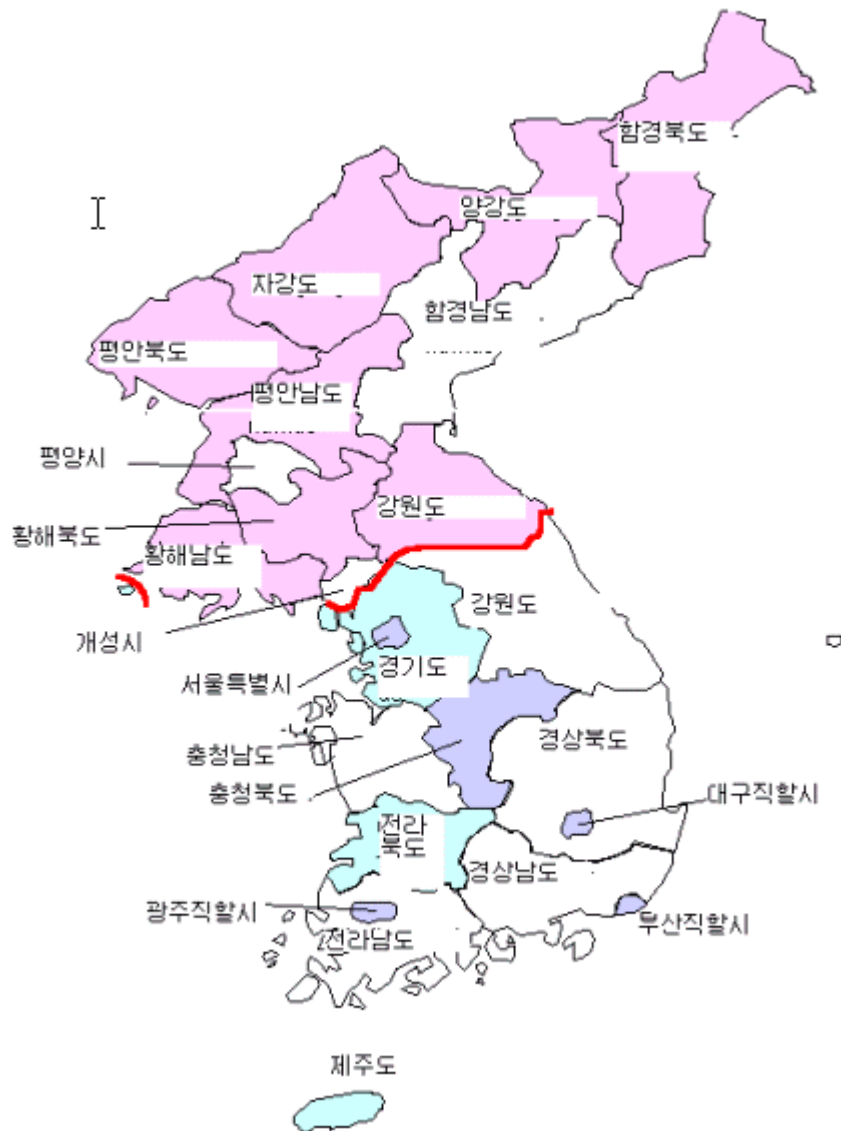 함경북도
양강도
자강도
함경남도
평안북도
평안남도
평양시
강원도
황해북도
황해남도
강원도
개성시
경기도
서울특별시
경상북도
충청남도
충청북도
대구직할시
전라
북도
경상남도
광주직할시
부산직할시
전라남도
제주도